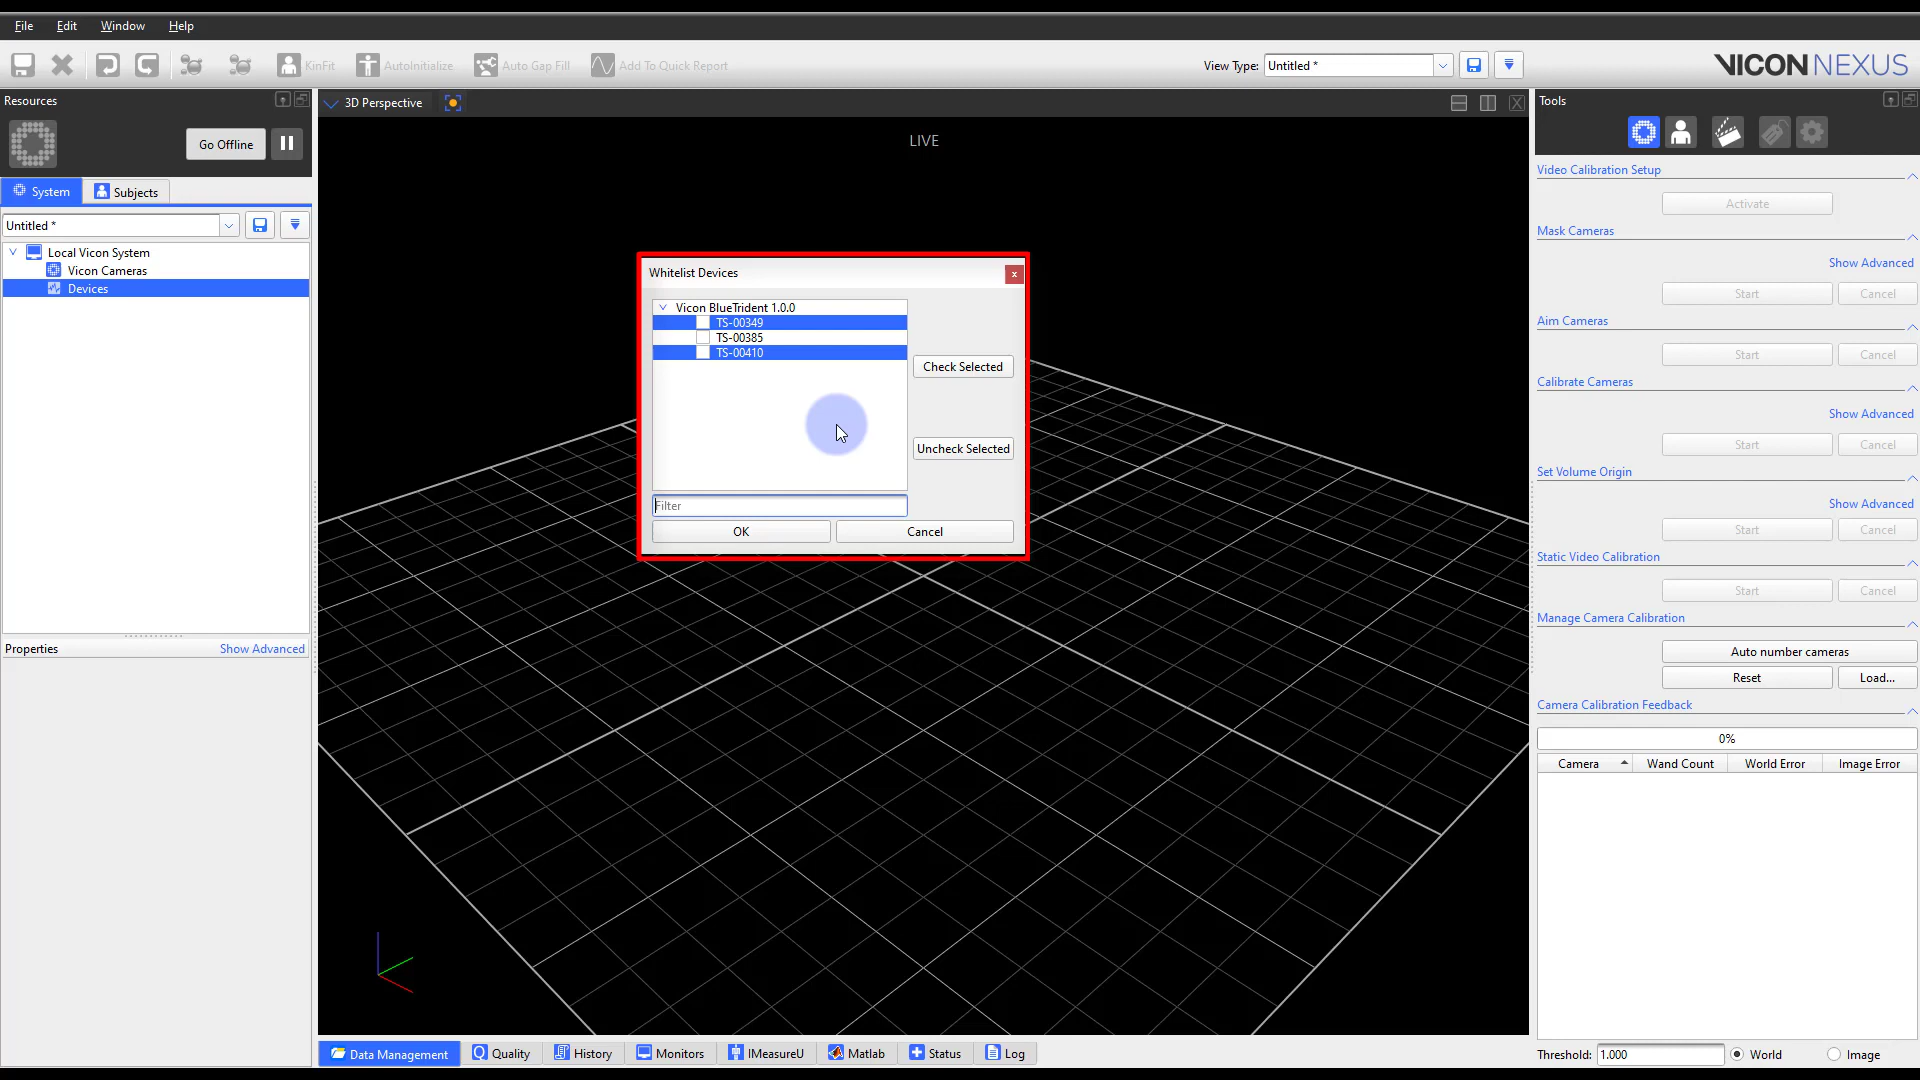 File Edit Window Help
KinFit AutoInitialize Auto Gap Fill Add To Quick Report View Type: Untitled * VICON NEXUS
Resources
Go Offline
System Subjects
Untitled *
Local Vicon System
Vicon Cameras
Devices
Properties Show Advanced
3D Perspective
LIVE
Whitelist Devices
Vicon BlueTrident 1.0.0
TS-00349
TS-00385
TS-00410
Check Selected
Uncheck Selected
Filter
OK Cancel
Data Management Quality History Monitors IMeasureU Matlab Status Log
Tools
Video Calibration Setup
Activate
Mask Cameras
Show Advanced
Start Cancel
Aim Cameras
Start Cancel
Calibrate Cameras
Show Advanced
Start Cancel
Set Volume Origin
Show Advanced
Start Cancel
Static Video Calibration
Start Cancel
Manage Camera Calibration
Auto number cameras
Reset Load...
Camera Calibration Feedback
0%
Camera Wand Count World Error Image Error
Threshold: 1.000 World Image